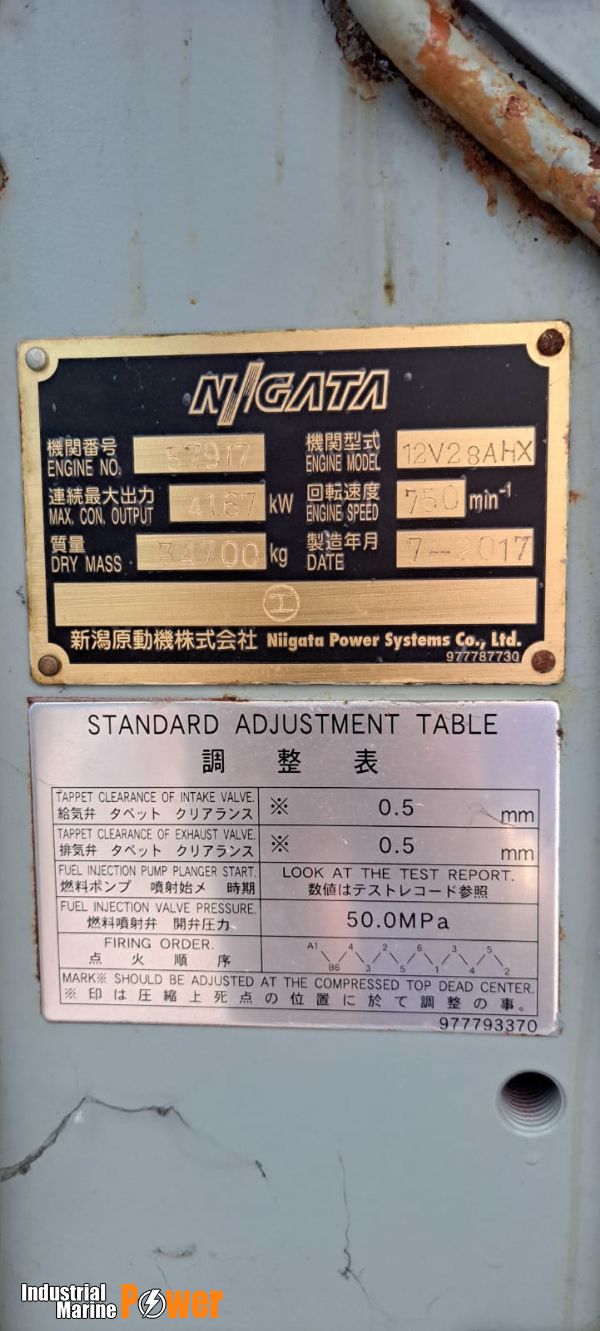 NIIGATA
機関番号 57917 機関型式 12V28AHX
ENGINE NO. ENGINE MODEL
連続最大出力 4167 kW 回転速度 750 min-1
MAX. CON. OUTPUT ENGINE SPEED
質量 34700 kg 製造年月 7-2017
DRY MASS DATE
工
新潟原動機株式会社 Niigata Power Systems Co., Ltd.
977787730
STANDARD ADJUSTMENT TABLE
調整表
TAPPET CLEARANCE OF INTAKE VALVE. ※ 0.5 mm
給気弁 タペット クリアランス
TAPPET CLEARANCE OF EXHAUST VALVE. ※ 0.5 mm
排気弁 タペット クリアランス
FUEL INJECTION PUMP PLANGER START. LOOK AT THE TEST REPORT.
燃料ポンプ 噴射始メ 時期 数値はテストレコード参照
FUEL INJECTION VALVE PRESSURE. 50.0MPa
燃料噴射弁 開弁圧力
FIRING ORDER. A1 4 2 6 3 5
点火順序 B6 3 5 1 4 2
MARK※ SHOULD BE ADJUSTED AT THE COMPRESSED TOP DEAD CENTER.
※印は圧縮上死点の位置に於て調整の事。
977793370
Industrial
Marine Power